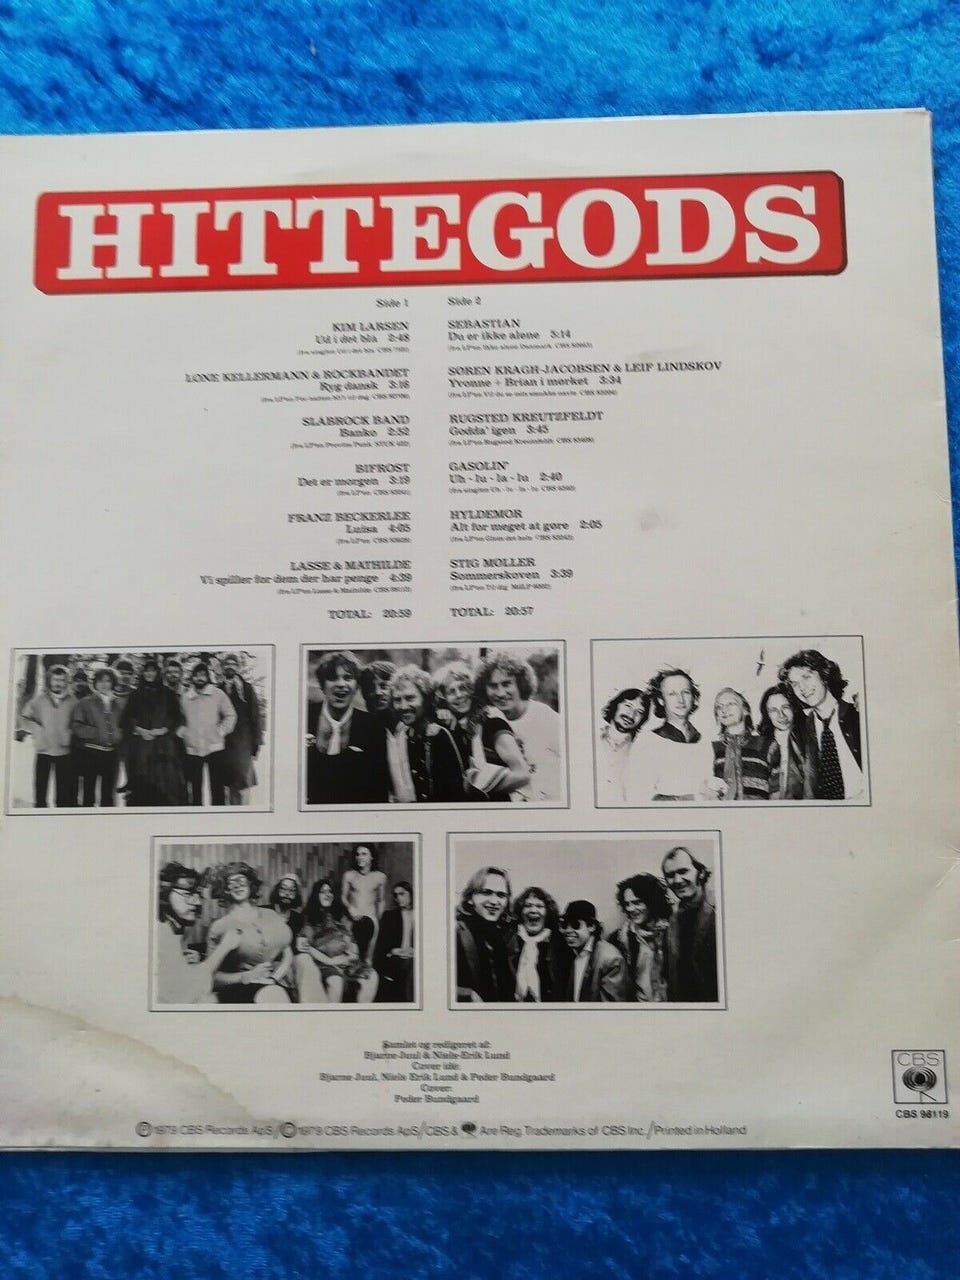 HITTEGODS
Side 1
KIM LARSEN
Ud i det blå 2:48
LONE KELLERMANN & ROCKBANDET
Ryg dansk 3:16
SLABROCK BAND
Banko 2:52
BIFROST
Det er morgen 3:19
FRANZ BECKERLEE
Luisa 4:05
LASSE & MATHILDE
Vi spiller for dem der har penge 4:39
TOTAL: 20:59
Side 2
SEBASTIAN
Du er ikke alene 5:14
SØREN KRAGH-JACOBSEN & LEIF LINDSKOV
Yvonne + Brian i mørket 3:34
RUGSTED KREUTZFELDT
Godda' igen 3:45
GASOLIN'
Uh - lu - la - lu 2:40
HYLDEMOR
Alt for meget at gøre 2:05
STIG MØLLER
Sommerskoven 3:39
TOTAL: 20:57
Samlet og redigeret af:
Bjarne Juul & Niels-Erik Lund
Cover idé:
Bjarne Juul, Niels Erik Lund & Peder Bundgaard
Cover:
Peder Bundgaard
CBS
CBS 98119
Ⓟ 1979 CBS Records ApS/© 1979 CBS Records ApS/CBS & Are Reg. Trademarks of CBS Inc./Printed in Holland